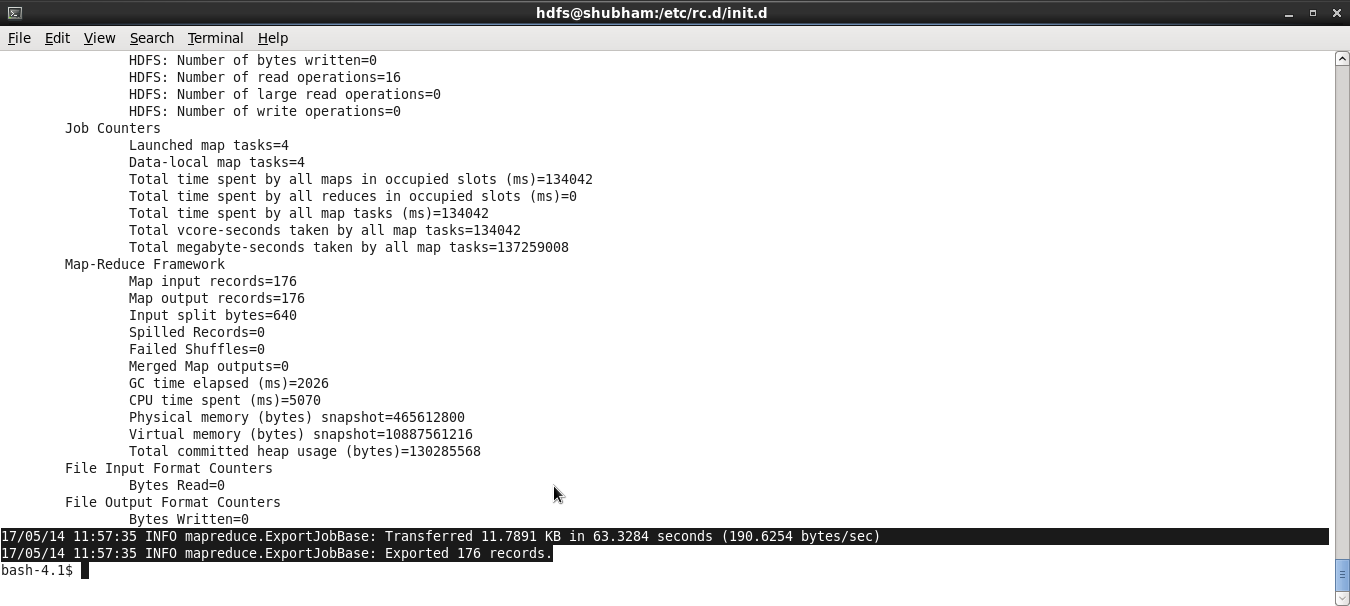 hdfs@shubham:/etc/rc.d/init.d
File Edit View Search Terminal Help
HDFS: Number of bytes written=0
HDFS: Number of read operations=16
HDFS: Number of large read operations=0
HDFS: Number of write operations=0
Job Counters
Launched map tasks=4
Data-local map tasks=4
Total time spent by all maps in occupied slots (ms)=134042
Total time spent by all reduces in occupied slots (ms)=0
Total time spent by all map tasks (ms)=134042
Total vcore-seconds taken by all map tasks=134042
Total megabyte-seconds taken by all map tasks=137259008
Map-Reduce Framework
Map input records=176
Map output records=176
Input split bytes=640
Spilled Records=0
Failed Shuffles=0
Merged Map outputs=0
GC time elapsed (ms)=2026
CPU time spent (ms)=5070
Physical memory (bytes) snapshot=465612800
Virtual memory (bytes) snapshot=10887561216
Total committed heap usage (bytes)=130285568
File Input Format Counters
Bytes Read=0
File Output Format Counters
Bytes Written=0
17/05/14 11:57:35 INFO mapreduce.ExportJobBase: Transferred 11.7891 KB in 63.3284 seconds (190.6254 bytes/sec)
17/05/14 11:57:35 INFO mapreduce.ExportJobBase: Exported 176 records.
bash-4.1$